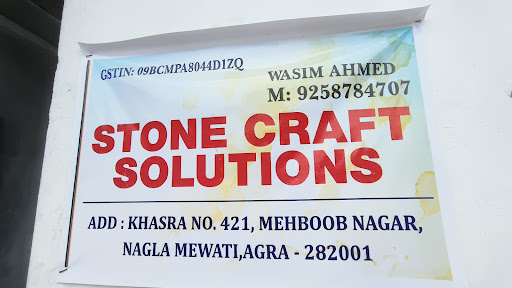 GSTIN: 09BCMPA8044D1ZQ
WASIM AHMED
M: 9258784707
STONE CRAFT
SOLUTIONS
ADD : KHASRA NO. 421, MEHBOOB NAGAR,
NAGLA MEWATI,AGRA - 282001